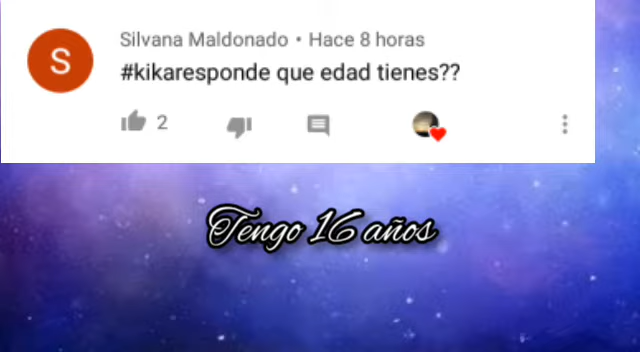 S
Silvana Maldonado • Hace 8 horas
#kikaresponde que edad tienes??
2
Tengo 16 años